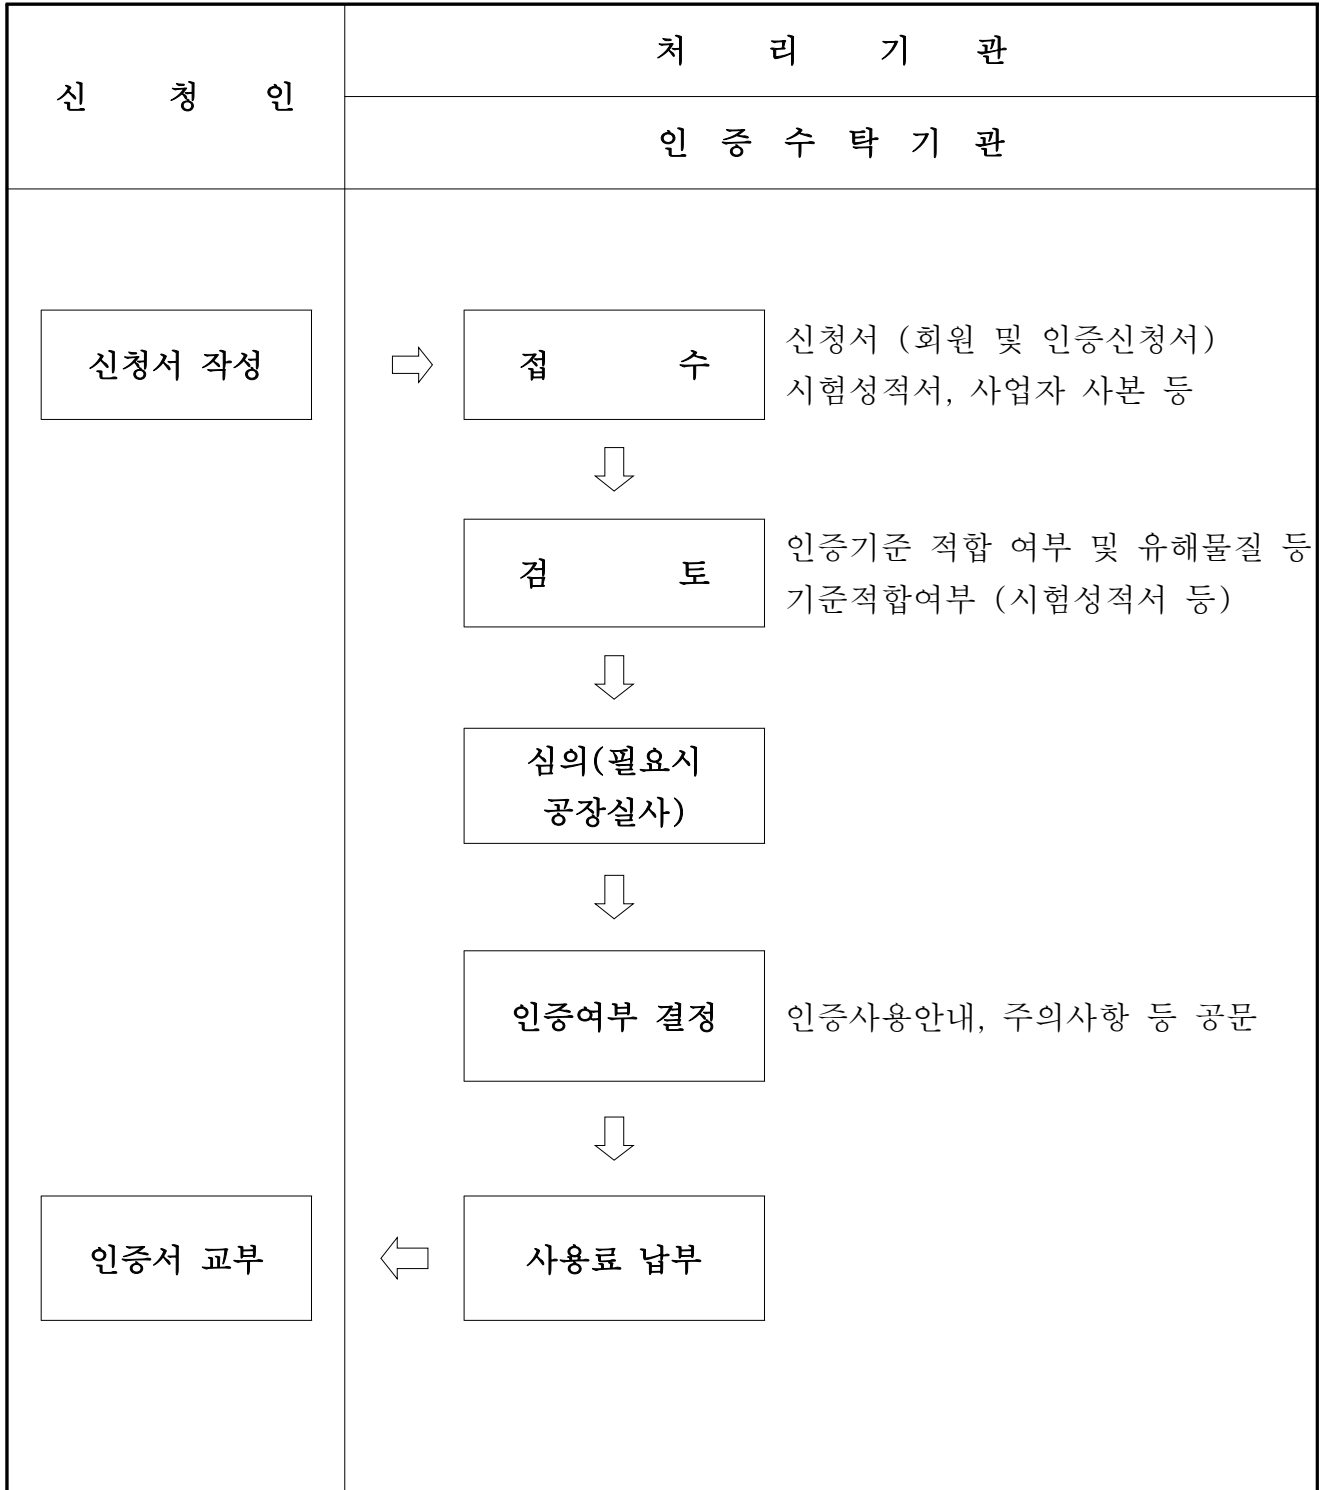 신 청 인
처 리 기 관
인 증 수 탁 기 관
신청서 작성
접 수
신청서 (회원 및 인증신청서)
시험성적서, 사업자 사본 등
검 토
인증기준 적합 여부 및 유해물질 등
기준적합여부 (시험성적서 등)
심의(필요시
공장실사)
인증여부 결정
인증사용안내, 주의사항 등 공문
인증서 교부
사용료 납부